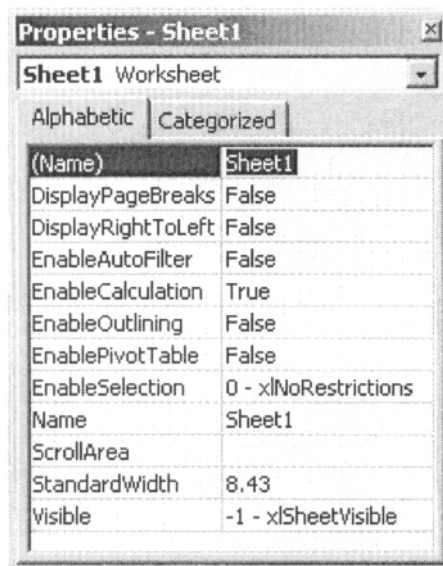 Properties - Sheet1
Sheet1 Worksheet
Alphabetic Categorized
(Name) Sheet1
DisplayPageBreaks False
DisplayRightToLeft False
EnableAutoFilter False
EnableCalculation True
EnableOutlining False
EnablePivotTable False
EnableSelection 0 - xlNoRestrictions
Name Sheet1
ScrollArea
StandardWidth 8.43
Visible -1 - xlSheetVisible